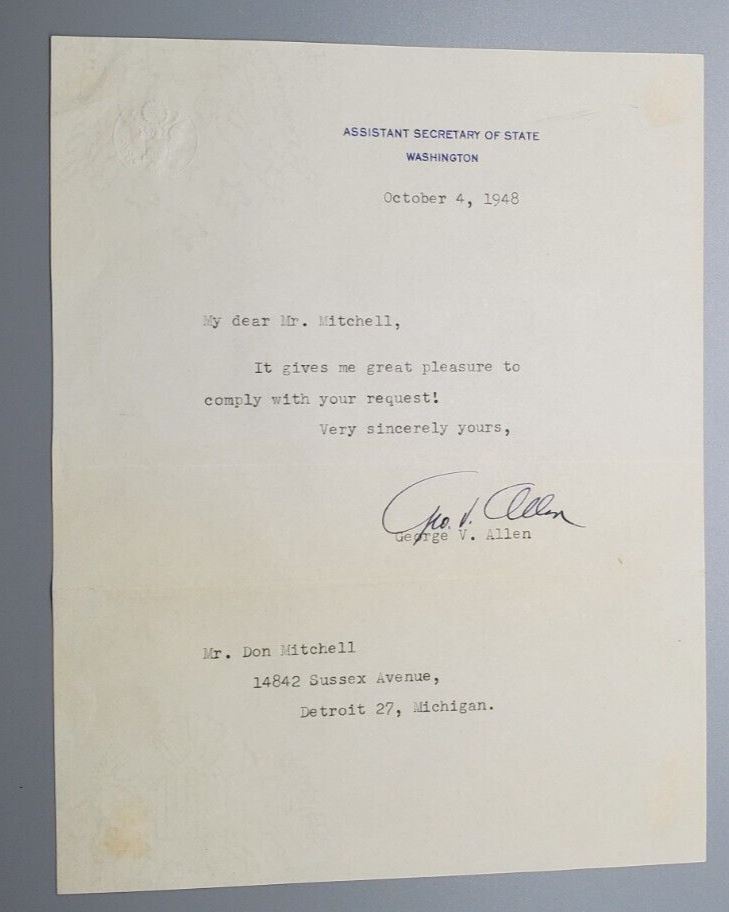 ASSISTANT SECRETARY OF STATE
WASHINGTON
October 4, 1948
My dear Mr. Mitchell,
It gives me great pleasure to
comply with your request!
Very sincerely yours,
Geo. V. Allen
George V. Allen
Mr. Don Mitchell
14842 Sussex Avenue,
Detroit 27, Michigan.